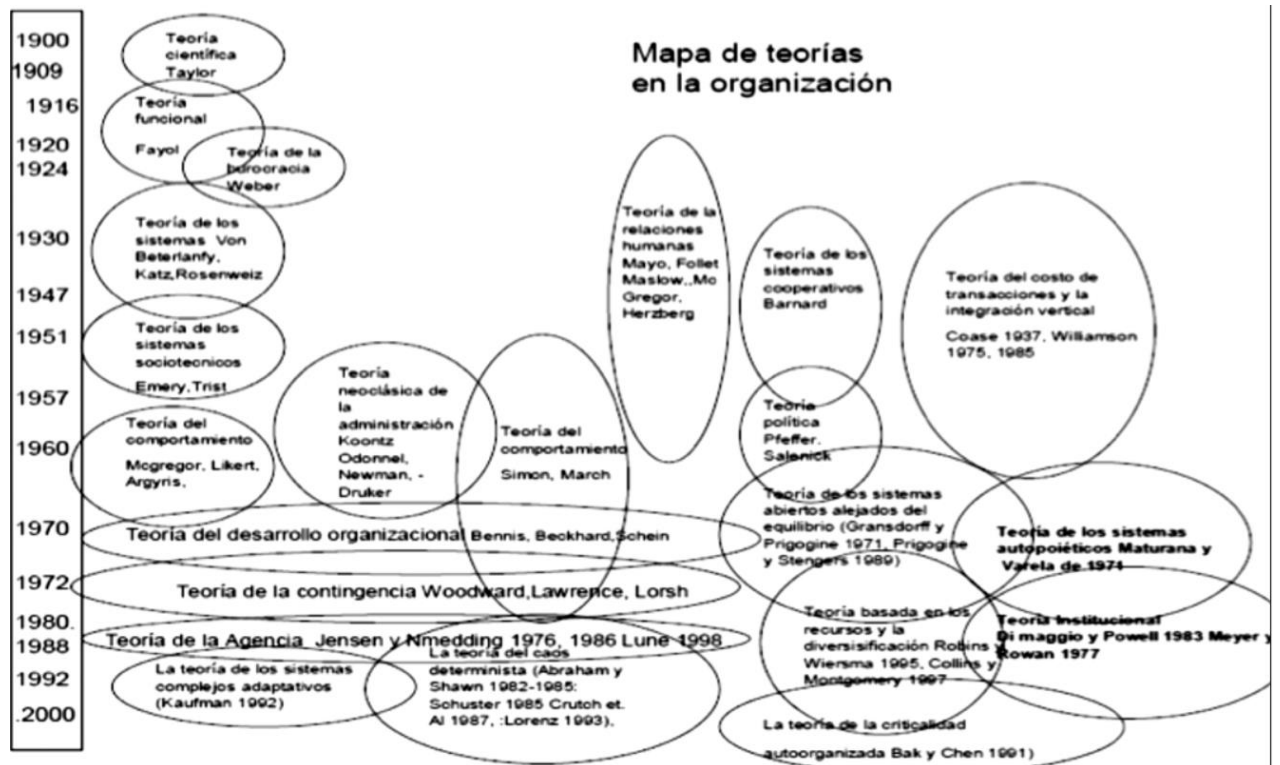 Mapa de teorías
en la organización
1900
1909
1916
1920
1924
1930
1947
1951
1957
1960
1970
1972
1980.
1988
1992
.2000
Teoría
científica
Taylor
Teoría
funcional
Fayol
Teoría de la
burocracia
Weber
Teoría de los
sistemas Von
Beterlanfy,
Katz,Rosenweiz
Teoría de los
sistemas
sociotecnicos
Emery,Trist
Teoría del
comportamiento
Mcgregor, Likert,
Argyris,
Teoría
neoclásica de
la
administración
Koontz
Odonnel,
Newman, -
Druker
Teoría del
comportamiento
Simon, March
Teoría de la
relaciones
humanas
Mayo, Follet
Maslow,,Mc
Gregor,
Herzberg
Teoría de los
sistemas
cooperativos
Barnard
Teoría
política
Pfeffer.
Salenick
Teoría del costo de
transacciones y la
integración vertical
Coase 1937, Williamson
1975, 1985
Teoría de los sistemas
abiertos alejados del
equilibrio (Gransdorff y
Prigogine 1971, Prigogine
y Stengers 1989)
Teoría de los sistemas
autopoiéticos Maturana y
Varela de 1971
Teoría del desarrollo organizacional Bennis, Beckhard,Schein
Teoría de la contingencia Woodward,Lawrence, Lorsh
Teoría de la Agencia Jensen y Nmedding 1976, 1986 Lune 1998
Teoría basada en los
recursos y la
diversisificación Robins y
Wiersma 1995, Collins y
Montgomery 1997
Teoría Institucional
Di maggio y Powell 1983 Meyer y
Rowan 1977
La teoría de los sistemas
complejos adaptativos
(Kaufman 1992)
La teoría del caos
determinista (Abraham y
Shawn 1982-1985:
Schuster 1985 Crutch et.
Al 1987, :Lorenz 1993),
La teoría de la criticalidad
autoorganizada Bak y Chen 1991)